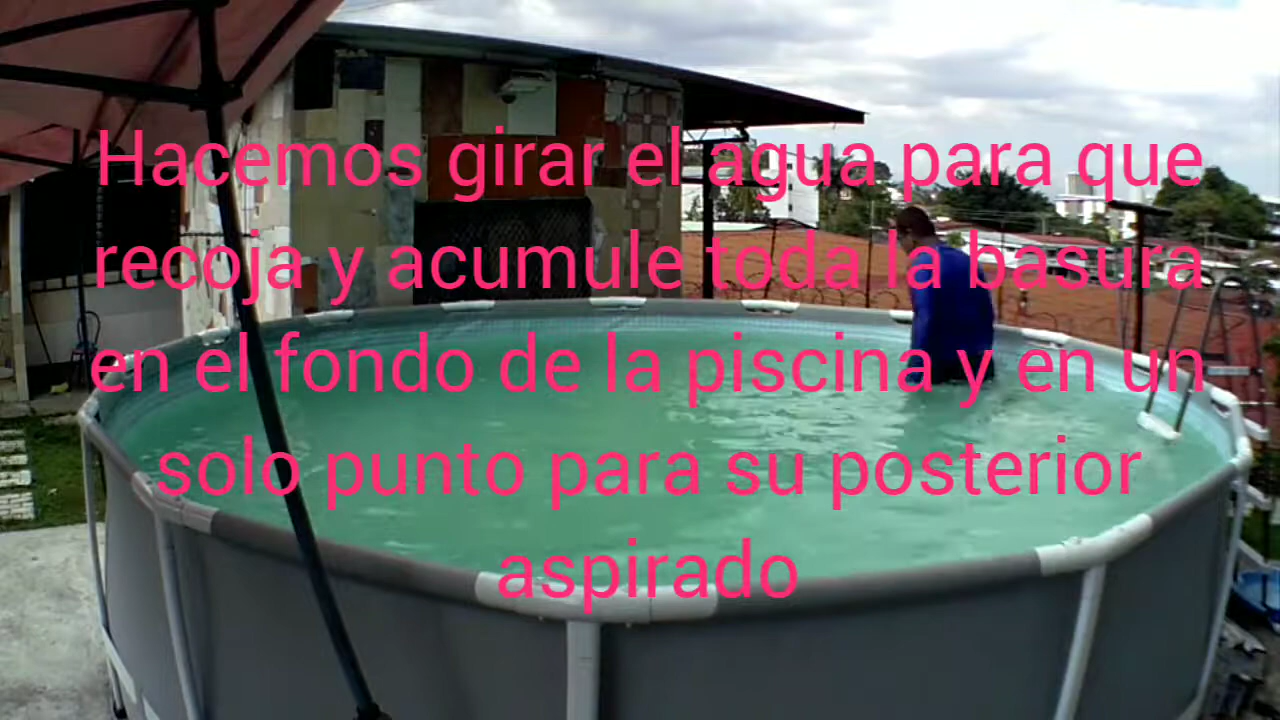 Hacemos girar el agua para que
recoja y acumule toda la basura
en el fondo de la piscina y en un
solo punto para su posterior
aspirado